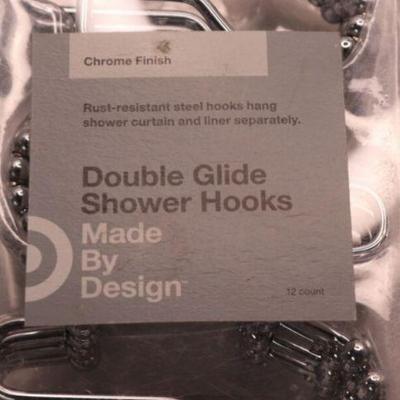 Chrome Finish
Rust-resistant steel hooks hang
shower curtain and liner separately.
Double Glide
Shower Hooks
Made
By
Design™
12 count